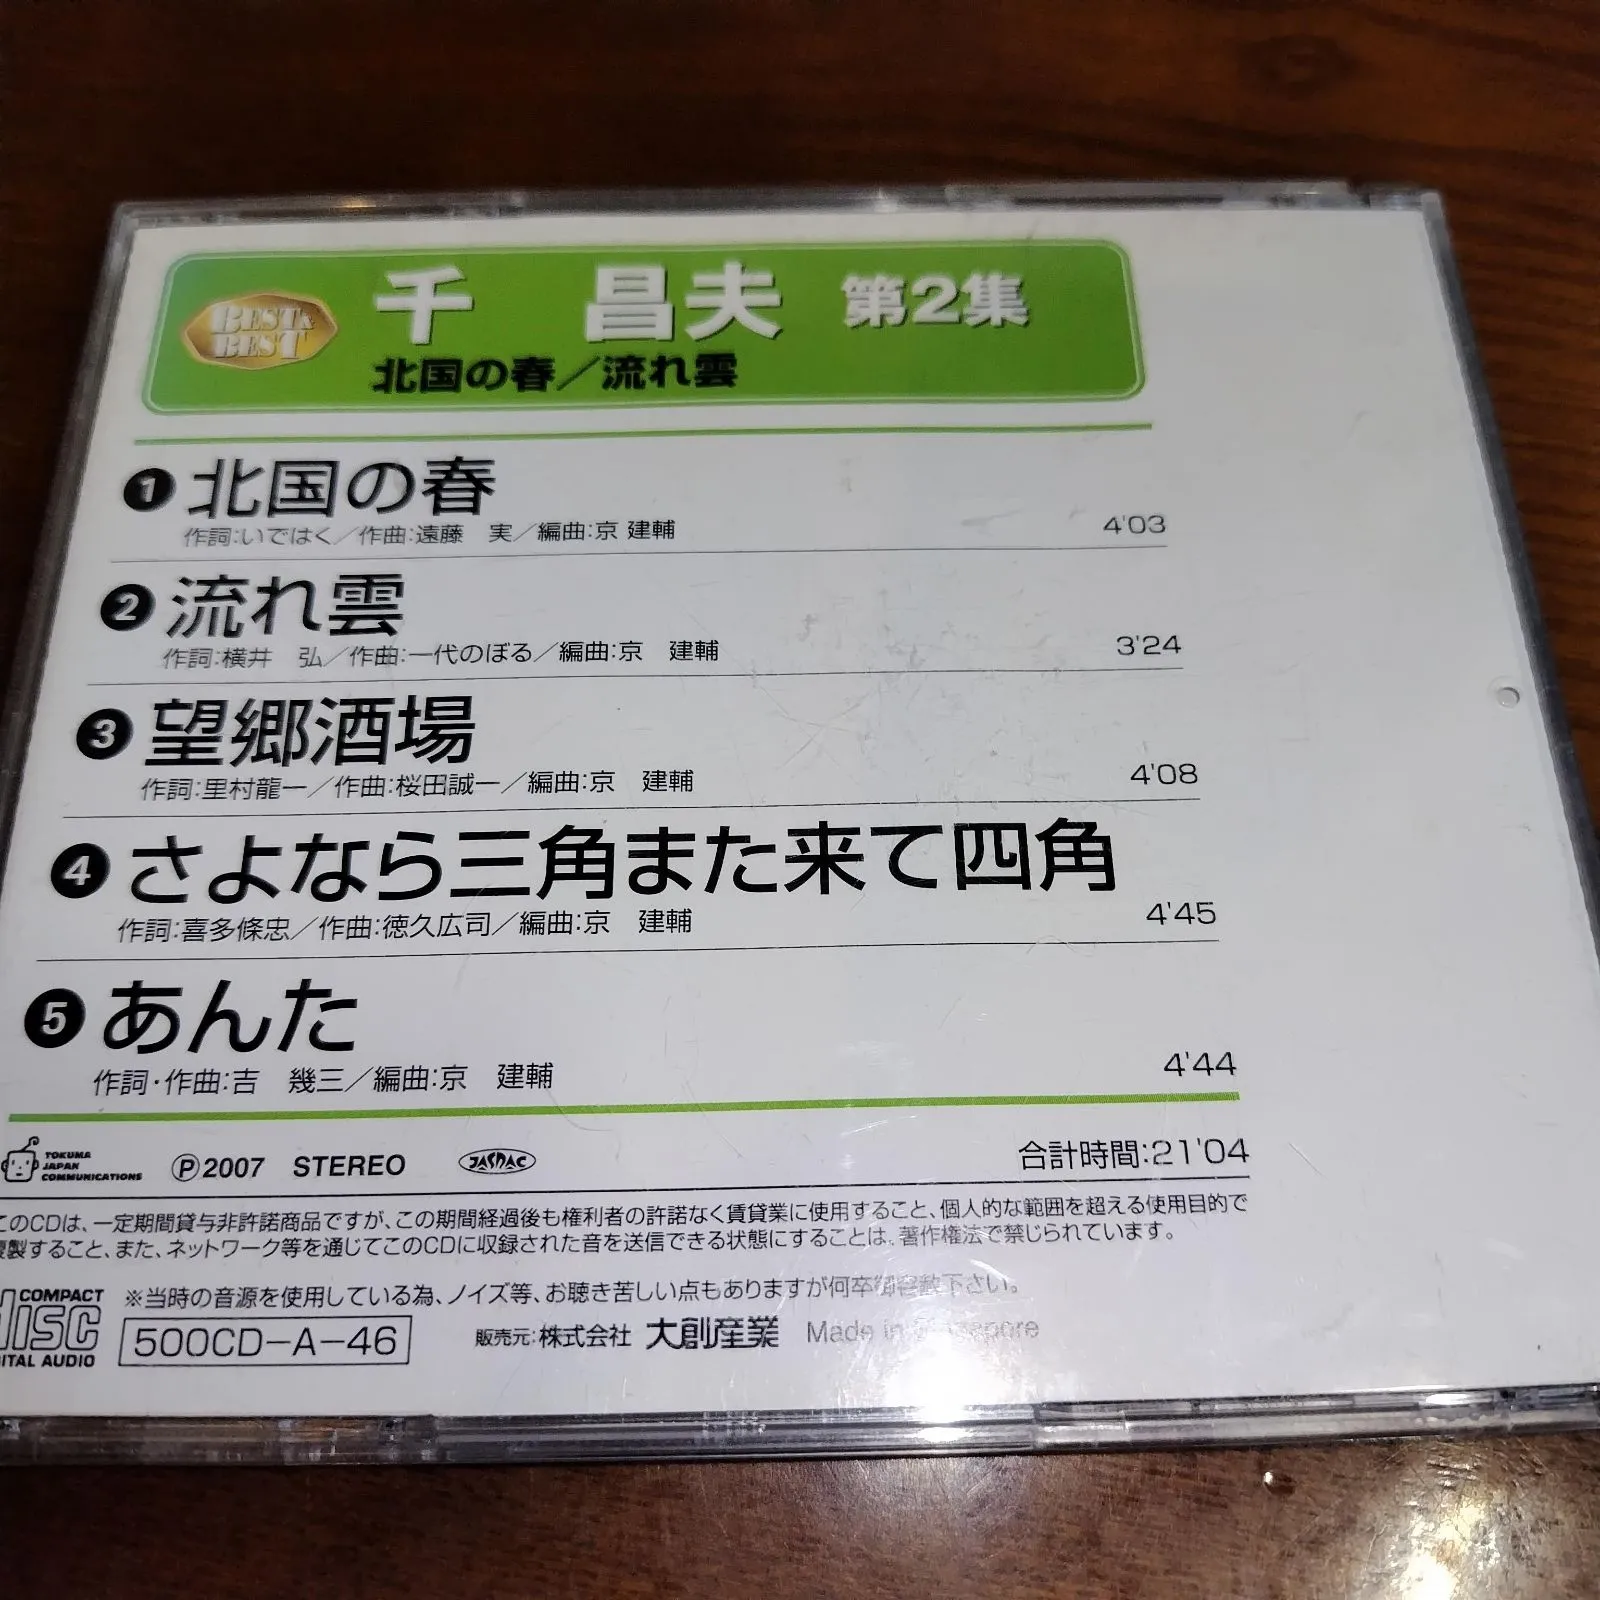 BEST & BEST
千 昌夫 第2集
北国の春／流れ雲
1 北国の春
作詞:いではく／作曲:遠藤 実／編曲:京 建輔 4'03
2 流れ雲
作詞:横井 弘／作曲:一代のぼる／編曲:京 建輔 3'24
3 望郷酒場
作詞:里村龍一／作曲:桜田誠一／編曲:京 建輔 4'08
4 さよなら三角また来て四角
作詞:喜多條忠／作曲:徳久広司／編曲:京 建輔 4'45
5 あんた
作詞・作曲:吉 幾三／編曲:京 建輔 4'44
TOKUMA
JAPAN
COMMUNICATIONS
Ⓟ2007 STEREO JASRAC 合計時間:21'04
このCDは、一定期間貸与非許諾商品ですが、この期間経過後も権利者の許諾なく賃貸業に使用すること、個人的な範囲を超える使用目的で
複製すること、また、ネットワーク等を通じてこのCDに収録された音を送信できる状態にすることは、著作権法で禁じられています。
COMPACT
disc
DIGITAL AUDIO
※当時の音源を使用している為、ノイズ等、お聴き苦しい点もありますが何卒御容赦下さい。
500CD-A-46
販売元:株式会社 大創産業 Made in Singapore